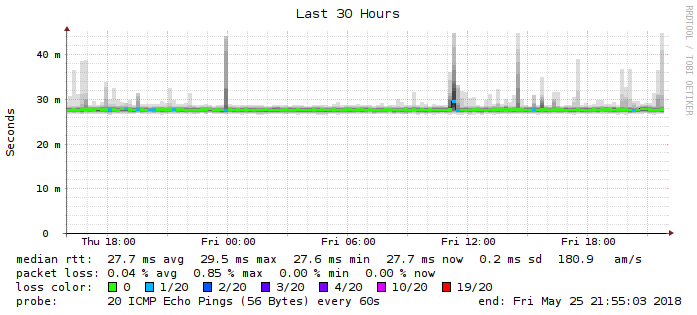 Last 30 Hours
RRDTOOL / TOBI OETIKER
Seconds
40 m
30 m
20 m
10 m
0
Thu 18:00 Fri 00:00 Fri 06:00 Fri 12:00 Fri 18:00
median rtt: 27.7 ms avg 29.5 ms max 27.6 ms min 27.7 ms now 0.2 ms sd 180.9 am/s
packet loss: 0.04 % avg 0.85 % max 0.00 % min 0.00 % now
loss color: 0 1/20 2/20 3/20 4/20 10/20 19/20
probe: 20 ICMP Echo Pings (56 Bytes) every 60s end: Fri May 25 21:55:03 2018